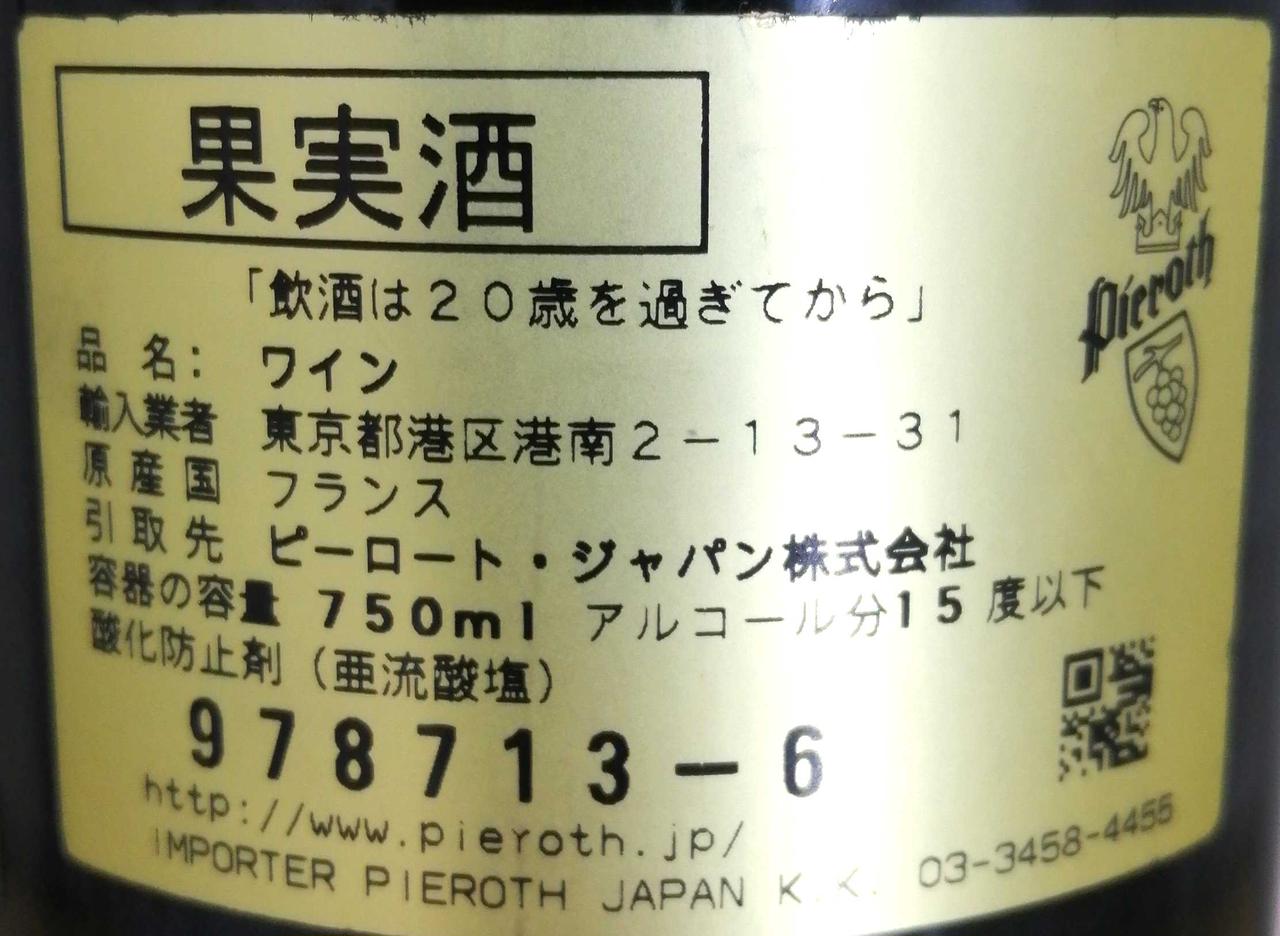 果実酒
「飲酒は20歳を過ぎてから」
品名: ワイン
輸入業者 東京都港区港南2－13－31
原産国 フランス
引取先 ピーロート・ジャパン株式会社
容器の容量 750ml アルコール分15度以下
酸化防止剤（亜流酸塩）
978713－6
http://www.pieroth.jp/
IMPORTER PIEROTH JAPAN K.K. 03-3458-4455
Pieroth